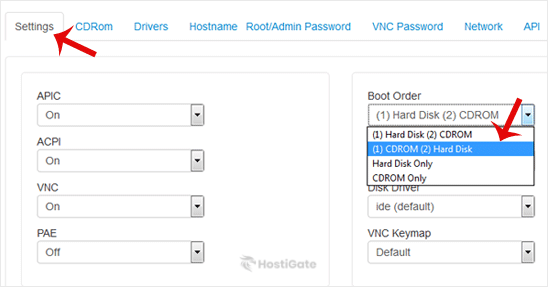 Settings CDRom Drivers Hostname Root/Admin Password VNC Password Network API
APIC
On
ACPI
On
VNC
On
PAE
Off
Boot Order
(1) Hard Disk (2) CDROM
(1) Hard Disk (2) CDROM
(1) CDROM (2) Hard Disk
Hard Disk Only
CDROM Only
Disk Driver
ide (default)
VNC Keymap
Default
HostiGate